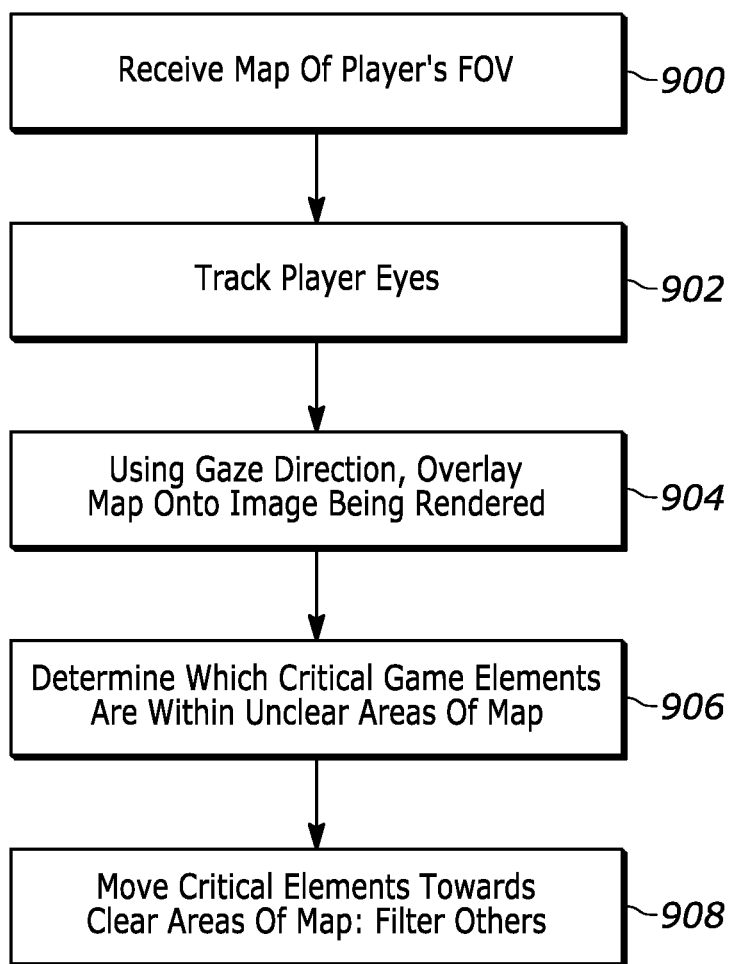 Receive Map Of Player's FOV
900
Track Player Eyes
902
Using Gaze Direction, Overlay
Map Onto Image Being Rendered
904
Determine Which Critical Game Elements
Are Within Unclear Areas Of Map
906
Move Critical Elements Towards
Clear Areas Of Map: Filter Others
908